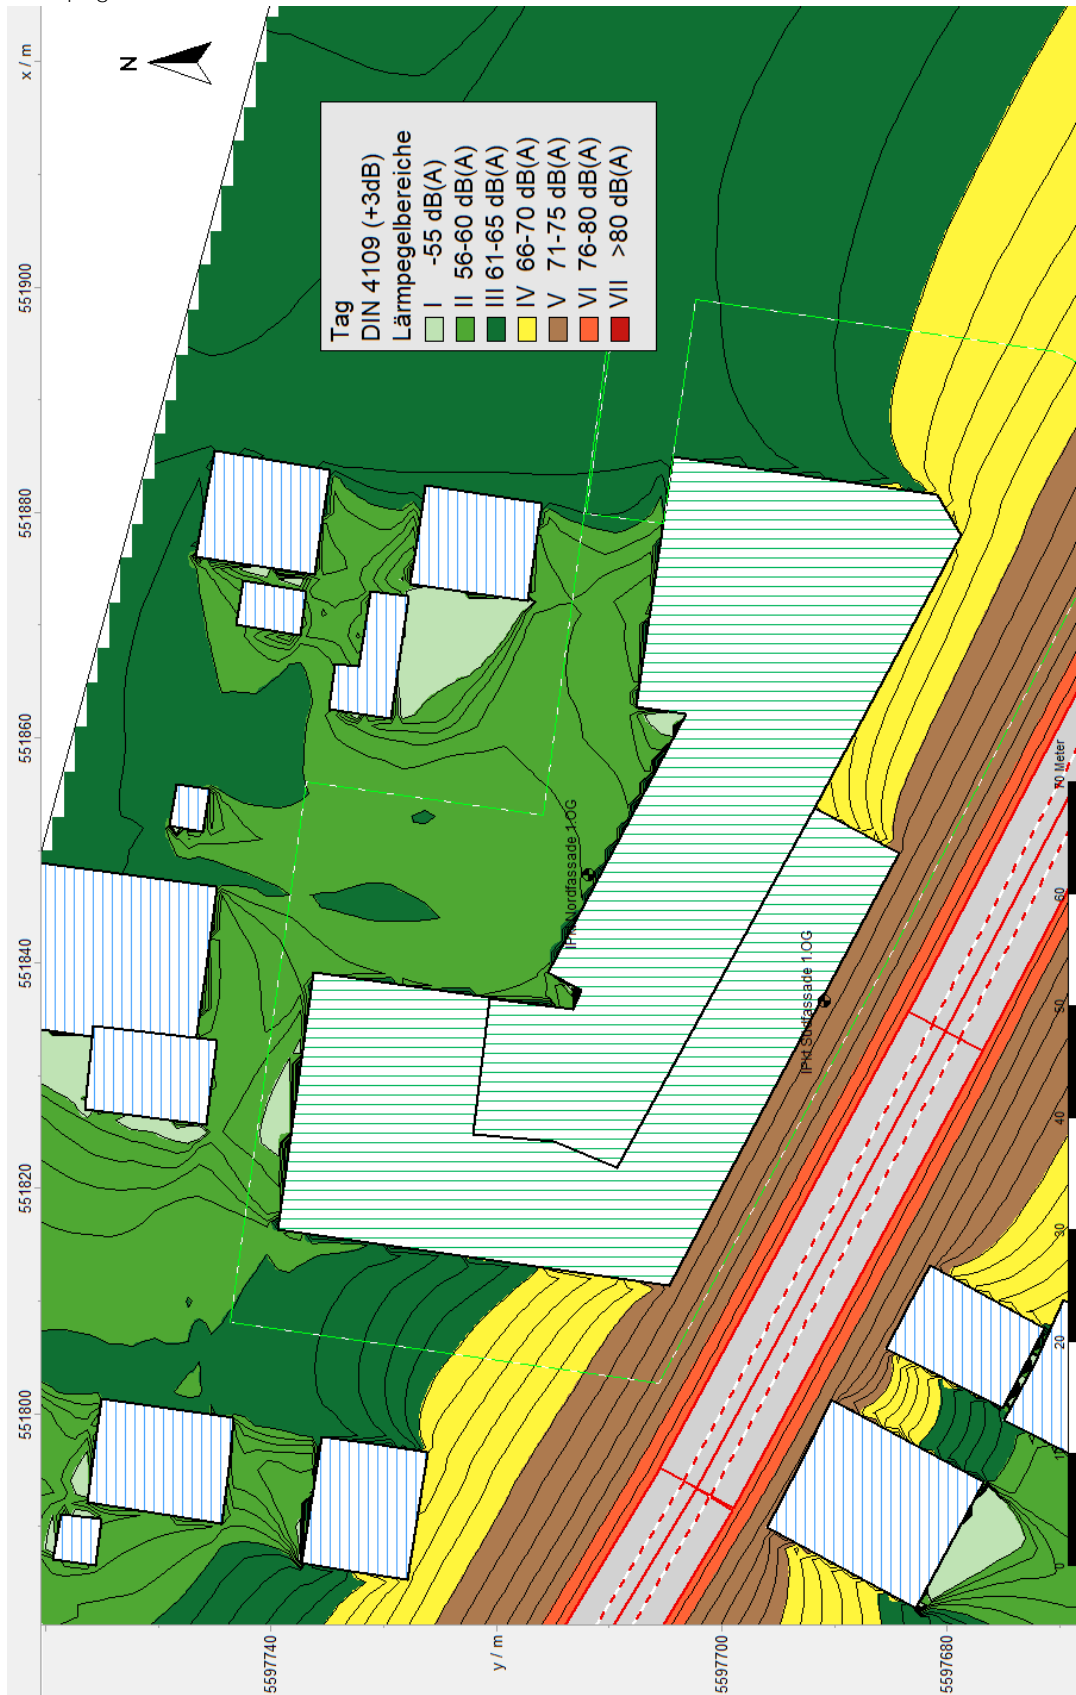 x / m
551900
551880
551860
551840
551820
551800
N
Tag
DIN 4109 (+3dB)
Lärmpegelbereiche
I -55 dB(A)
II 56-60 dB(A)
III 61-65 dB(A)
IV 66-70 dB(A)
V 71-75 dB(A)
VI 76-80 dB(A)
VII >80 dB(A)
IPkt Nordfassade 1.OG
IPkt Südfassade 1.OG
0
20
30
40
50
60
70 Meter
5597740
y / m
5597700
5597680